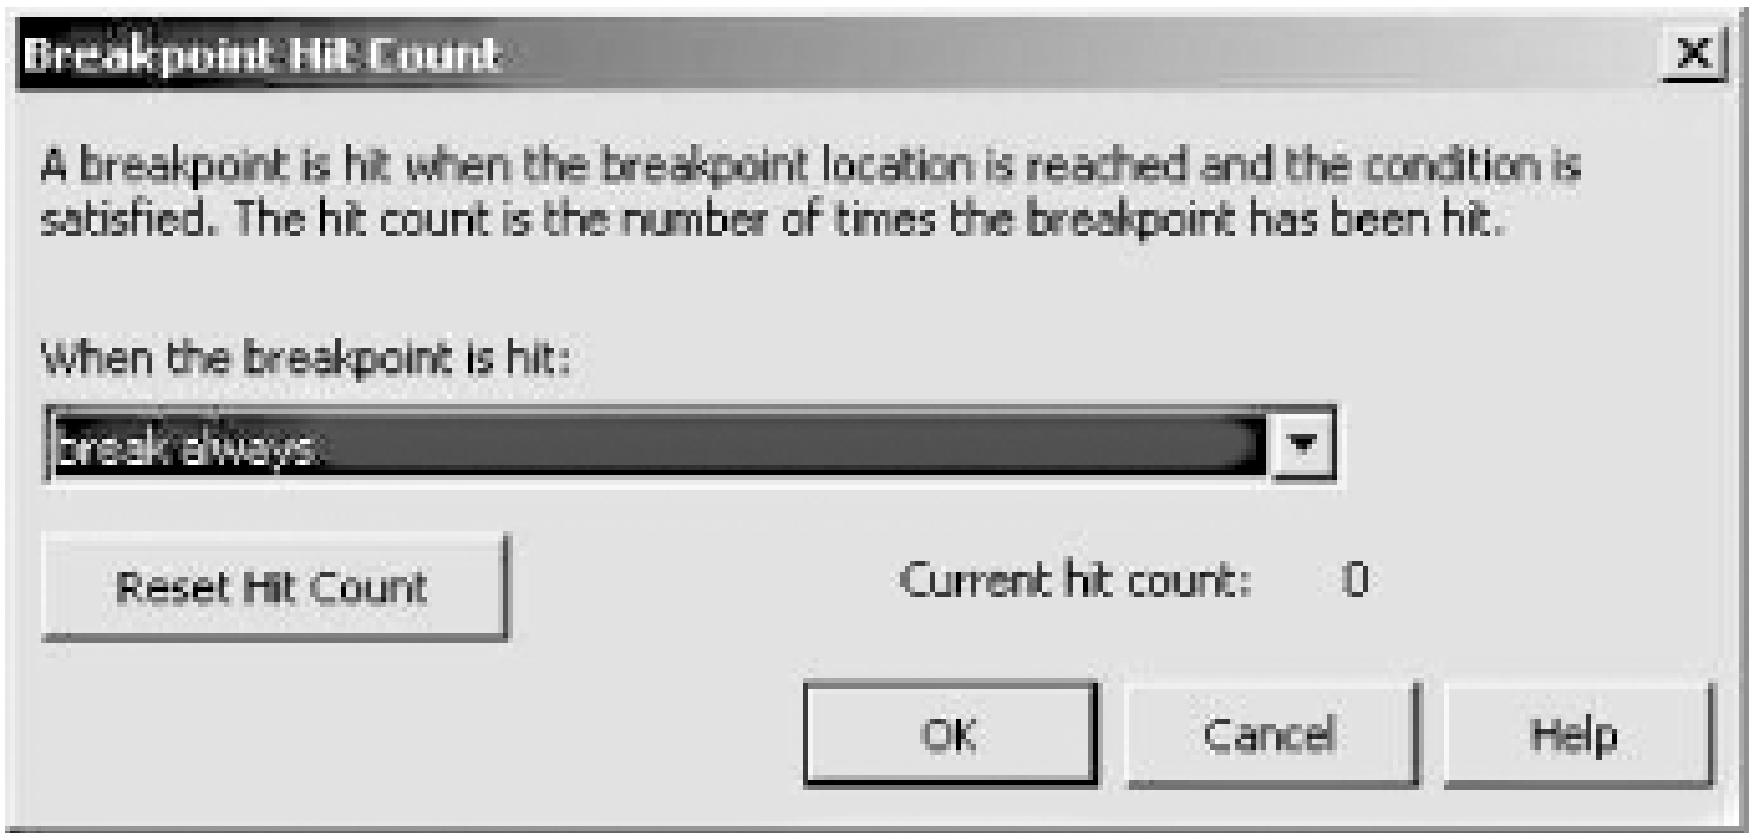 Breakpoint Hit Count
A breakpoint is hit when the breakpoint location is reached and the condition is
satisfied. The hit count is the number of times the breakpoint has been hit.
When the breakpoint is hit:
break always
Reset Hit Count
Current hit count: 0
OK Cancel Help